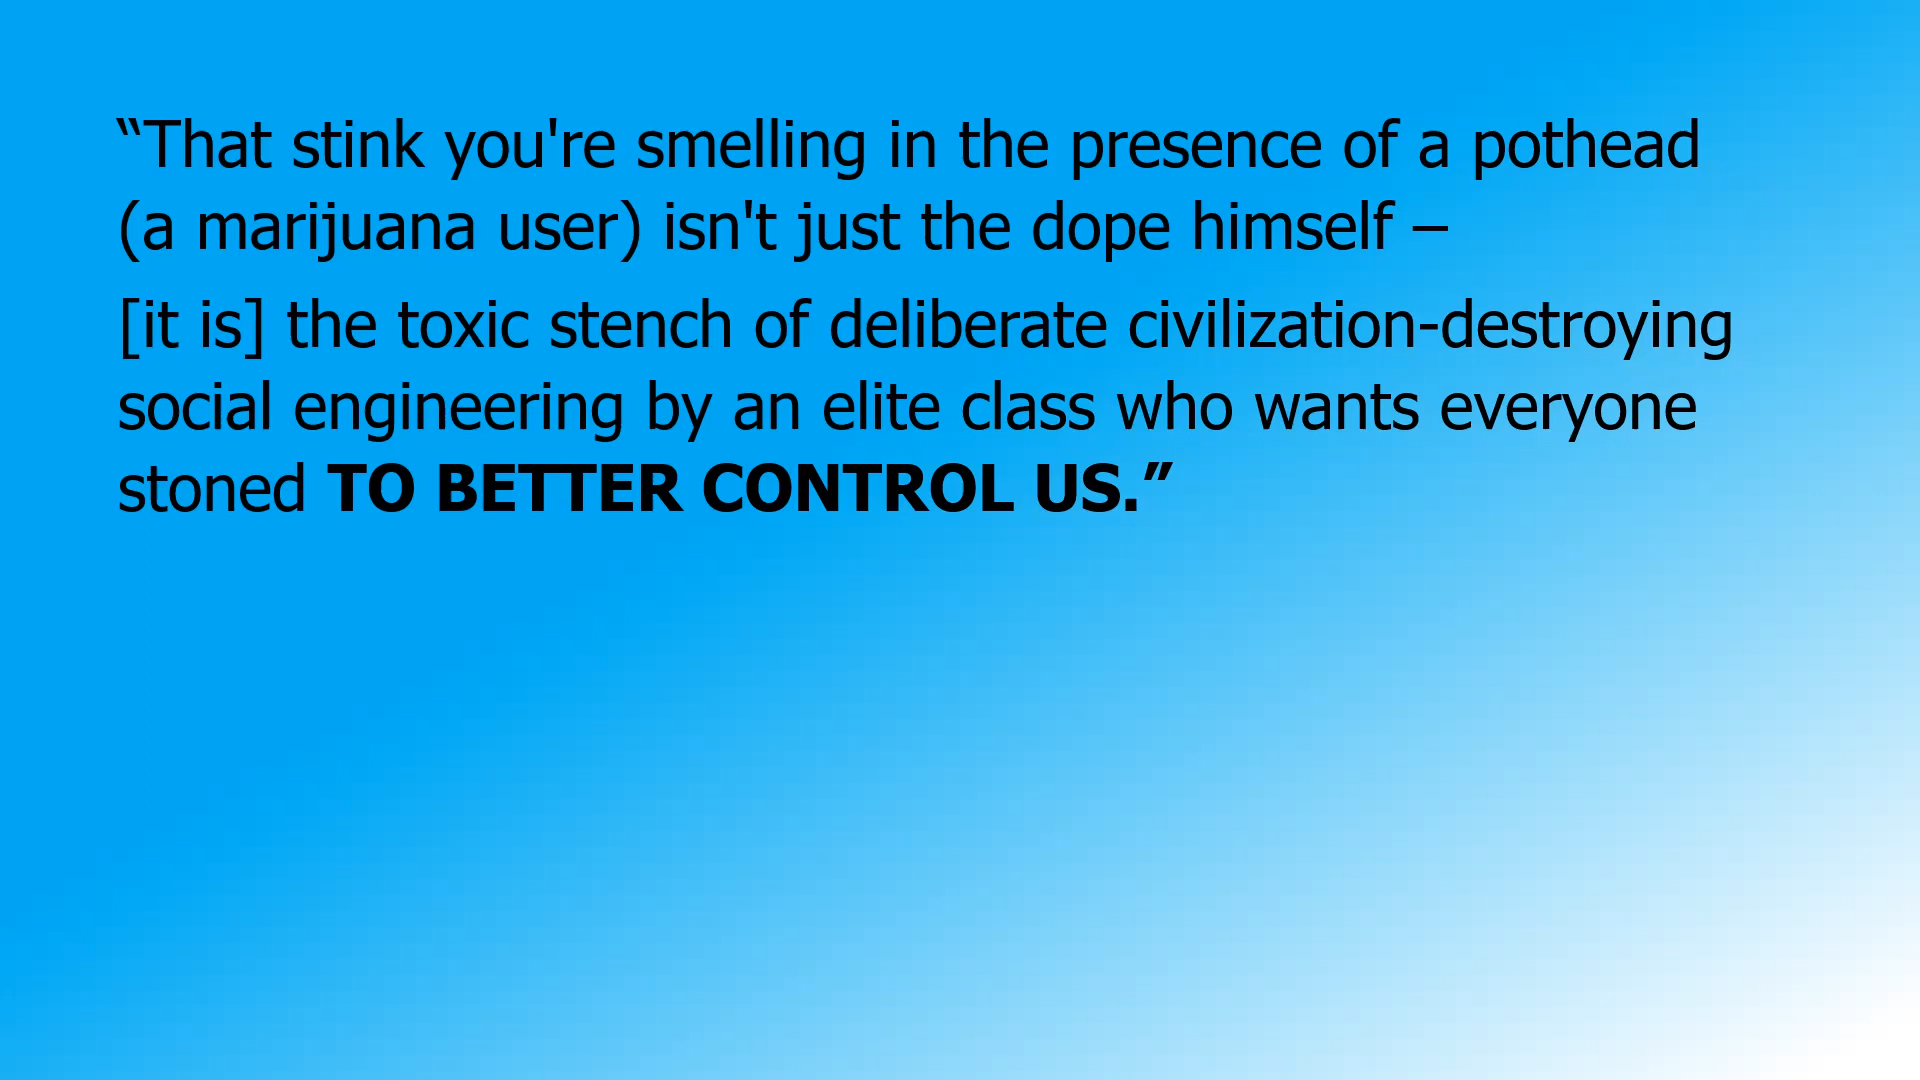 “That stink you're smelling in the presence of a pothead
(a marijuana user) isn't just the dope himself –
[it is] the toxic stench of deliberate civilization-destroying
social engineering by an elite class who wants everyone
stoned TO BETTER CONTROL US.”